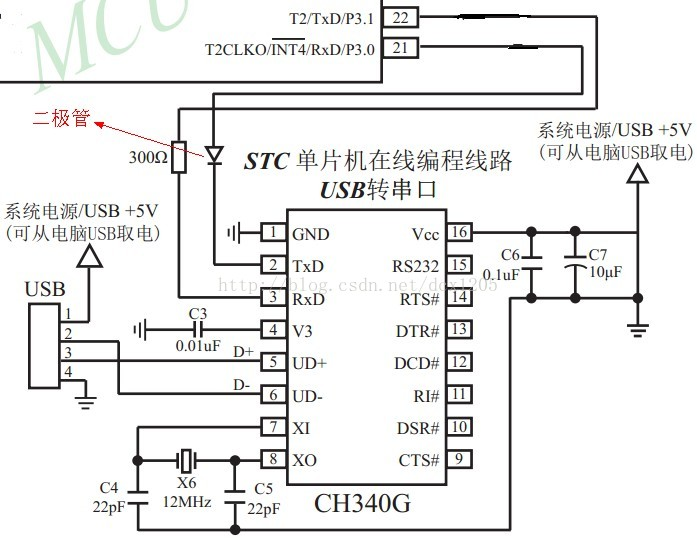 MCU
T2/TxD/P3.1
22
T2CLKO/INT4/RxD/P3.0
21
二极管
300Ω
STC 单片机在线编程线路
USB转串口
系统电源/USB +5V
(可从电脑USB取电)
系统电源/USB +5V
(可从电脑USB取电)
1
GND
Vcc
16
2
TxD
RS232
15
3
RxD
RTS#
14
4
V3
DTR#
13
5
UD+
DCD#
12
6
UD-
RI#
11
7
XI
DSR#
10
8
XO
CTS#
9
CH340G
C6
0.1uF
C7
10μF
http://blog.csdn.net/dcx1205
USB
1
2
3
4
C3
0.01uF
D+
D-
X6
12MHz
C4
22pF
C5
22pF